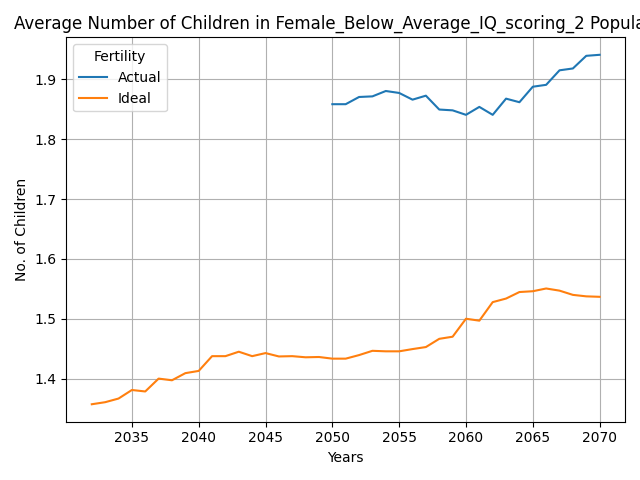 Average Number of Children in Female_Below_Average_IQ_scoring_2 Popula
Fertility
Actual
Ideal
1.9
1.8
1.7
1.6
1.5
1.4
No. of Children
2035 2040 2045 2050 2055 2060 2065 2070
Years